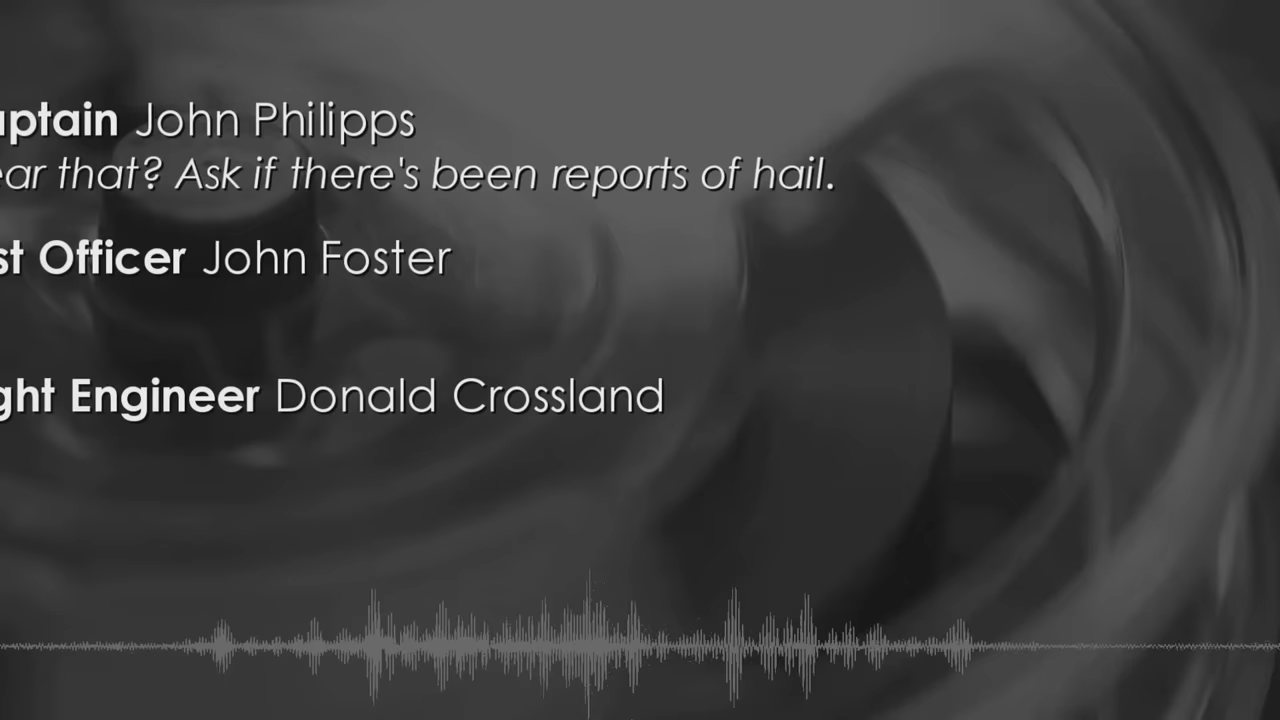 aptain John Philipps
ear that? Ask if there's been reports of hail.
st Officer John Foster
ght Engineer Donald Crossland